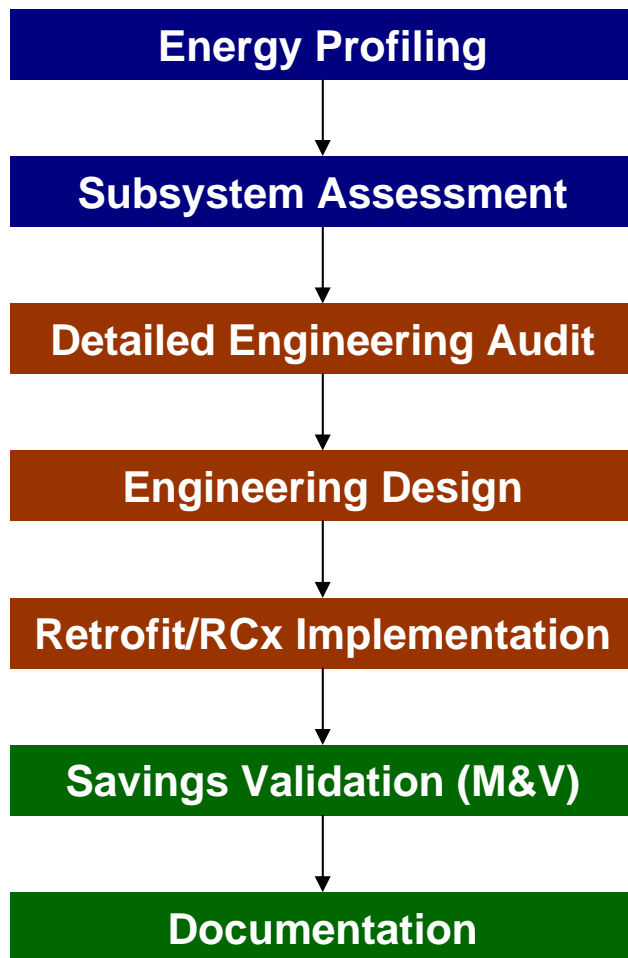 Energy Profiling
Subsystem Assessment
Detailed Engineering Audit
Engineering Design
Retrofit/RCx Implementation
Savings Validation (M&V)
Documentation